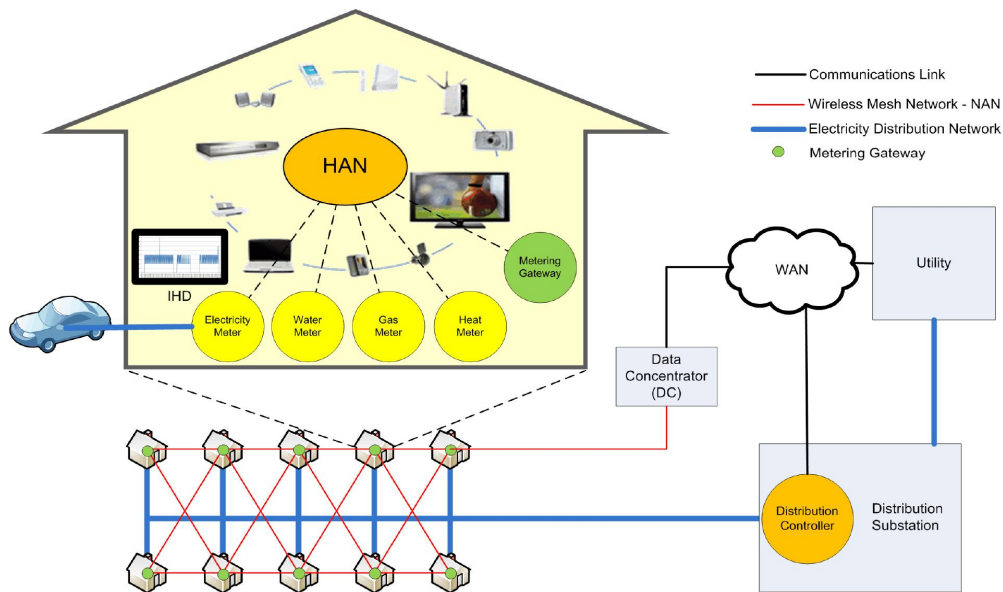 Communications Link
Wireless Mesh Network - NAN
Electricity Distribution Network
Metering Gateway
HAN
IHD
Metering
Gateway
Electricity
Meter
Water
Meter
Gas
Meter
Heat
Meter
WAN
Utility
Data
Concentrator
(DC)
Distribution
Controller
Distribution
Substation